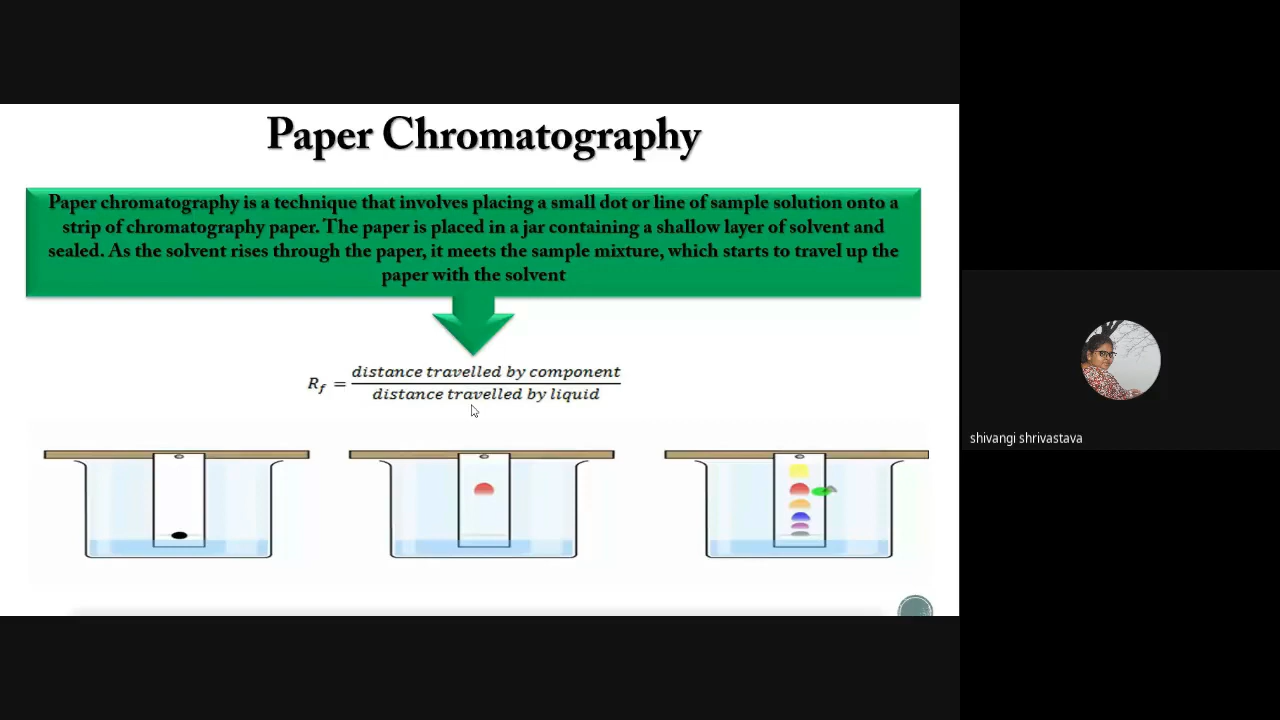 Paper Chromatography
Paper chromatography is a technique that involves placing a small dot or line of sample solution onto a
strip of chromatography paper. The paper is placed in a jar containing a shallow layer of solvent and
sealed. As the solvent rises through the paper, it meets the sample mixture, which starts to travel up the
paper with the solvent
R_f = distance travelled by component / distance travelled by liquid
shivangi shrivastava